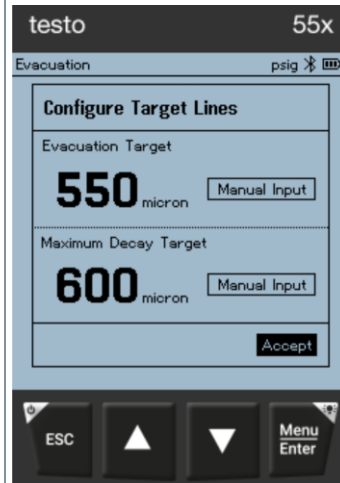 testo 55x
Evacuation psig
Configure Target Lines
Evacuation Target
550 micron Manual Input
Maximum Decay Target
600 micron Manual Input
Accept
ESC Menu
Enter